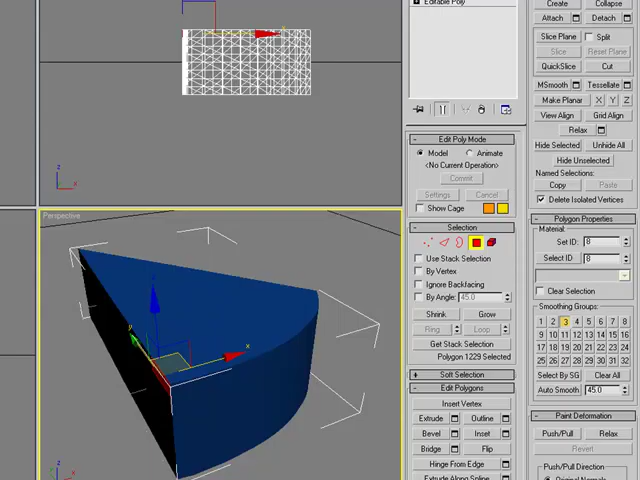 Editable Poly
Create
Collapse
Attach
Detach
Slice Plane
Split
Slice
Reset Plane
QuickSlice
Cut
MSmooth
Tessellate
Make Planar
X
Y
Z
View Align
Grid Align
Relax
Hide Selected
Unhide All
Hide Unselected
Named Selections:
Copy
Paste
Delete Isolated Vertices
- Edit Poly Mode
Model
Animate
<No Current Operation>
Commit
Settings
Cancel
Show Cage
- Selection
Use Stack Selection
By Vertex
Ignore Backfacing
By Angle:
45.0
Shrink
Grow
Ring
Loop
Get Stack Selection
Polygon 1229 Selected
+ Soft Selection
- Edit Polygons
Insert Vertex
Extrude
Outline
Bevel
Inset
Bridge
Flip
Hinge From Edge
Extrude Along Spline
- Polygon Properties
Material:
Set ID:
8
Select ID
8
Clear Selection
Smoothing Groups:
1 2 3 4 5 6 7 8
9 10 11 12 13 14 15 16
17 18 19 20 21 22 23 24
25 26 27 28 29 30 31 32
Select By SG
Clear All
Auto Smooth
45.0
- Paint Deformation
Push/Pull
Relax
Revert
Push/Pull Direction
Original Normals
Perspective
z
x
z
y
x
x
z